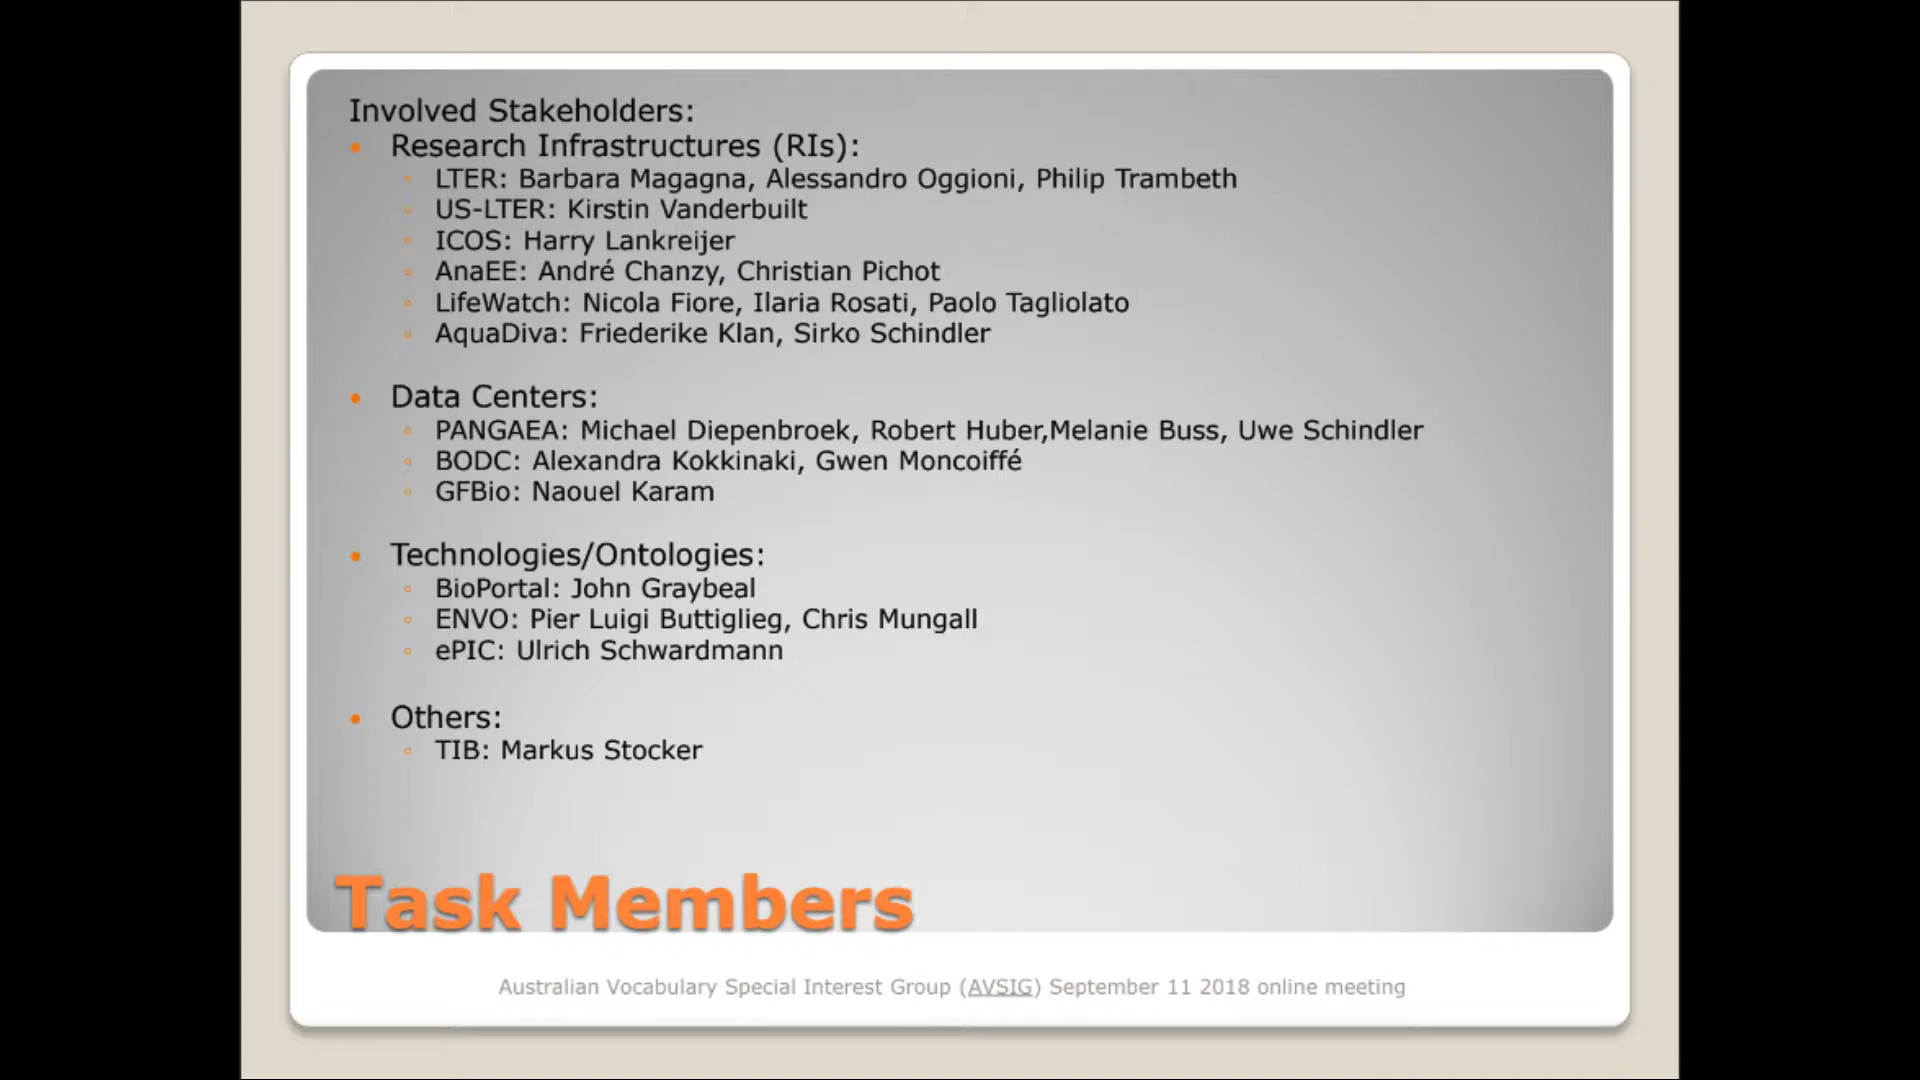 Involved Stakeholders:
Research Infrastructures (RIs):
LTER: Barbara Magagna, Alessandro Oggioni, Philip Trambeth
US-LTER: Kirstin Vanderbuilt
ICOS: Harry Lankreijer
AnaEE: André Chanzy, Christian Pichot
LifeWatch: Nicola Fiore, Ilaria Rosati, Paolo Tagliolato
AquaDiva: Friederike Klan, Sirko Schindler
Data Centers:
PANGAEA: Michael Diepenbroek, Robert Huber,Melanie Buss, Uwe Schindler
BODC: Alexandra Kokkinaki, Gwen Moncoiffé
GFBio: Naouel Karam
Technologies/Ontologies:
BioPortal: John Graybeal
ENVO: Pier Luigi Buttiglieg, Chris Mungall
ePIC: Ulrich Schwardmann
Others:
TIB: Markus Stocker
Task Members
Australian Vocabulary Special Interest Group (AVSIG) September 11 2018 online meeting